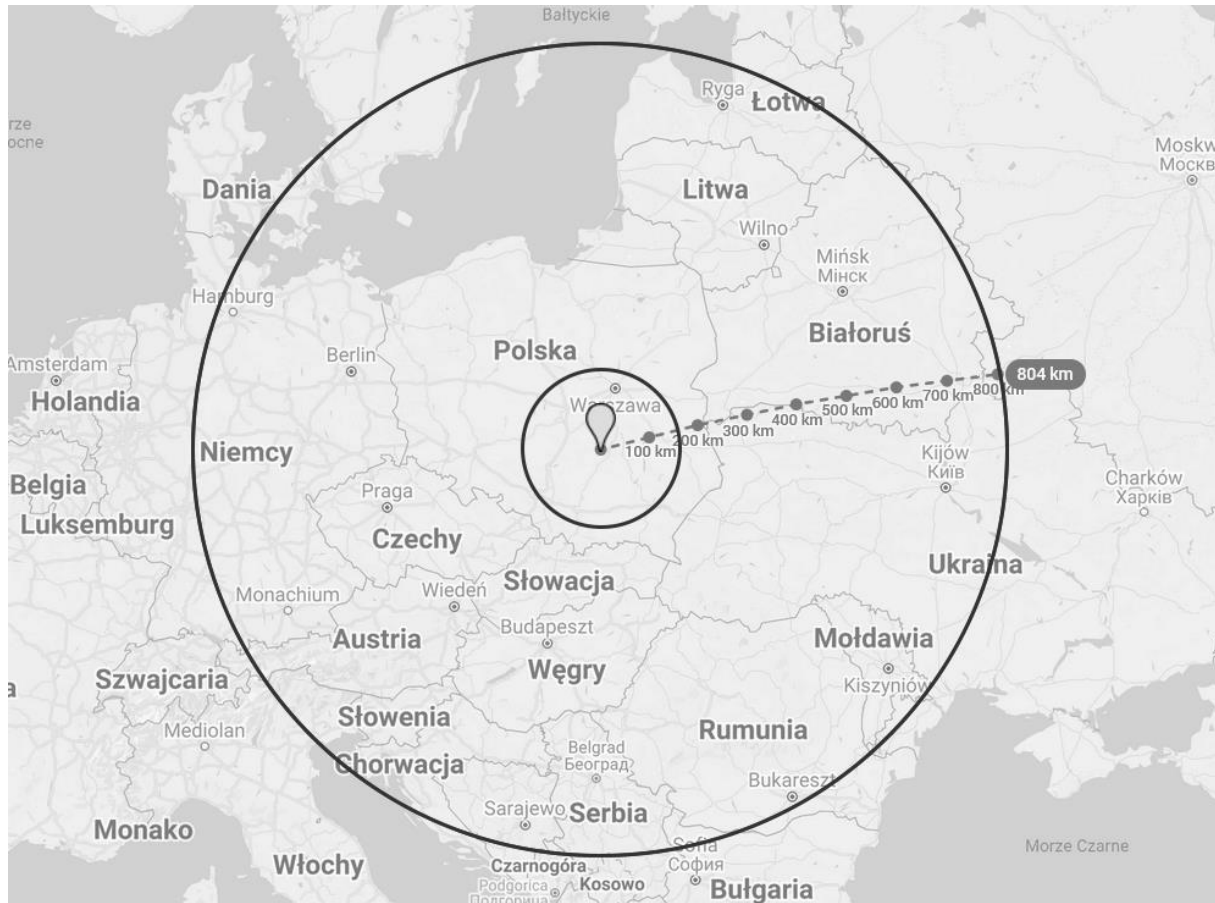 Bałtyckie
Ryga
Łotwa
rze
ocne
Moskw
Москв
Dania
Litwa
Wilno
Mińsk
Мінск
Hamburg
Białoruś
Polska
Berlin
Amsterdam
804 km
800 km
700 km
600 km
500 km
400 km
300 km
200 km
100 km
Holandia
Warszawa
Niemcy
Kijów
Київ
Belgia
Charków
Харків
Praga
Luksemburg
Czechy
Ukraina
Słowacja
Monachium
Wiedeń
Budapeszt
Austria
Mołdawia
Węgry
Szwajcaria
Kiszyniów
a
Słowenia
Mediolan
Rumunia
Belgrad
Београд
Chorwacja
Bukareszt
Sarajewo
Serbia
Monako
Sofia
София
Morze Czarne
Włochy
Czarnogóra
Podgorica
Подгорица
Kosowo
Bułgaria